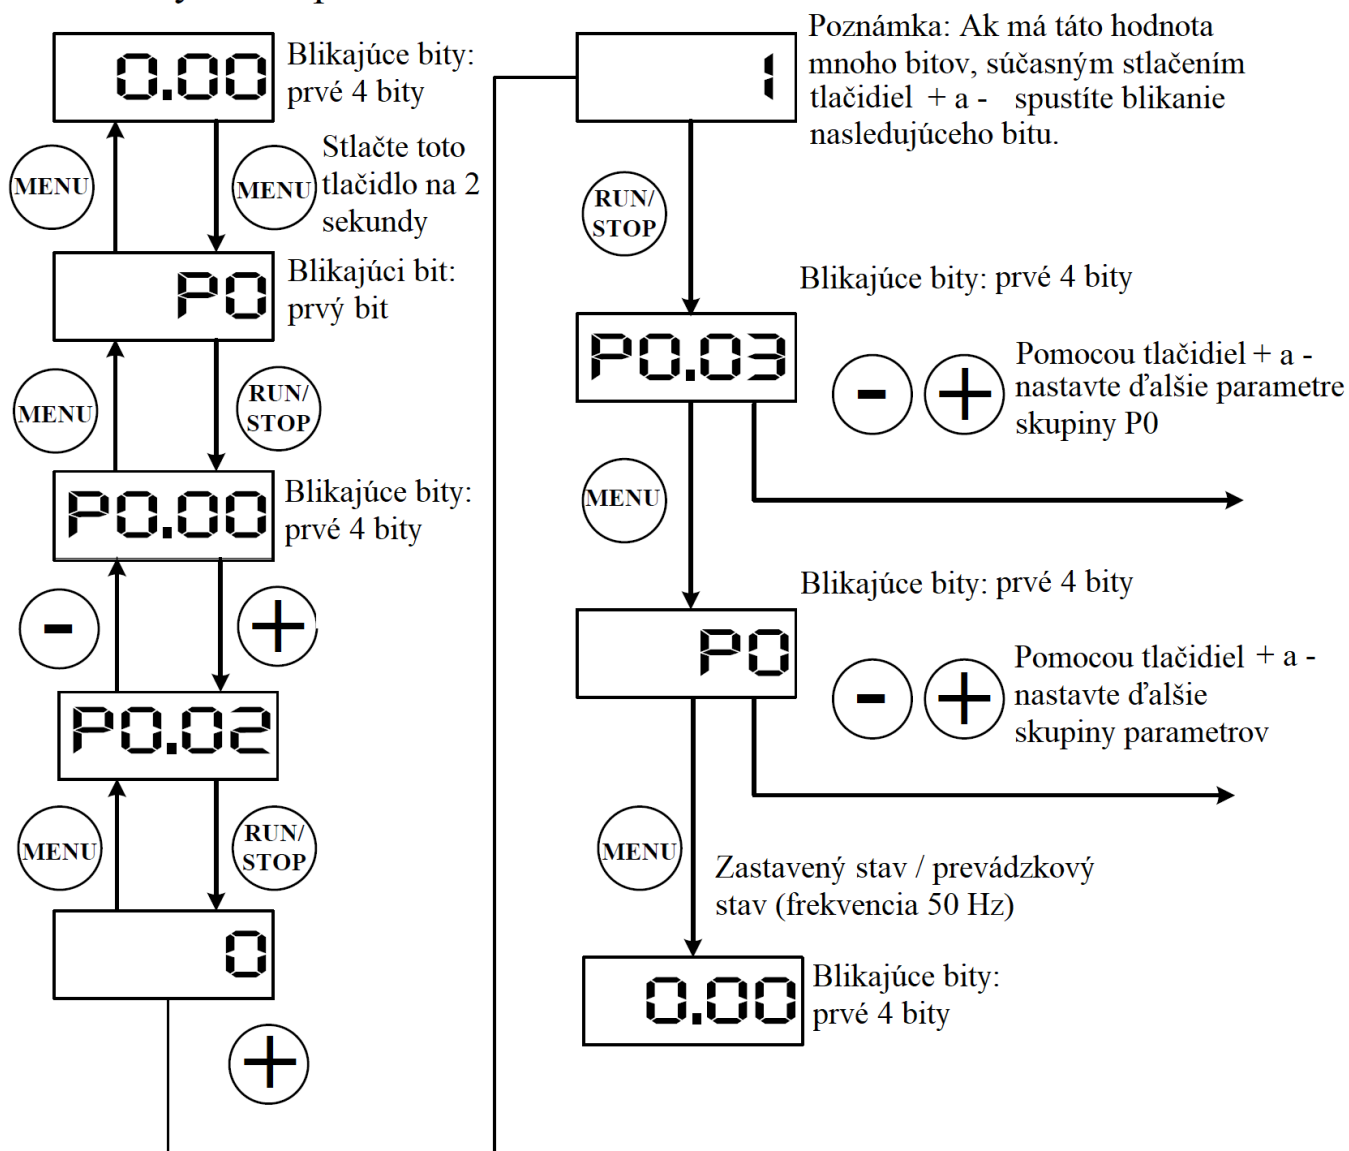 0.00
Blikajúce bity:
prvé 4 bity
MENU
MENU
Stlačte toto
tlačidlo na 2
sekundy
P0
Blikajúci bit:
prvý bit
MENU
RUN/
STOP
P0.00
Blikajúce bity:
prvé 4 bity
-
+
P0.02
MENU
RUN/
STOP
0
+
1
Poznámka: Ak má táto hodnota
mnoho bitov, súčasným stlačením
tlačidiel + a - spustíte blikanie
nasledujúceho bitu.
RUN/
STOP
Blikajúce bity: prvé 4 bity
P0.03
- +
Pomocou tlačidiel + a -
nastavte ďalšie parametre
skupiny P0
MENU
Blikajúce bity: prvé 4 bity
P0
- +
Pomocou tlačidiel + a -
nastavte ďalšie
skupiny parametrov
MENU
Zastavený stav / prevádzkový
stav (frekvencia 50 Hz)
0.00
Blikajúce bity:
prvé 4 bity